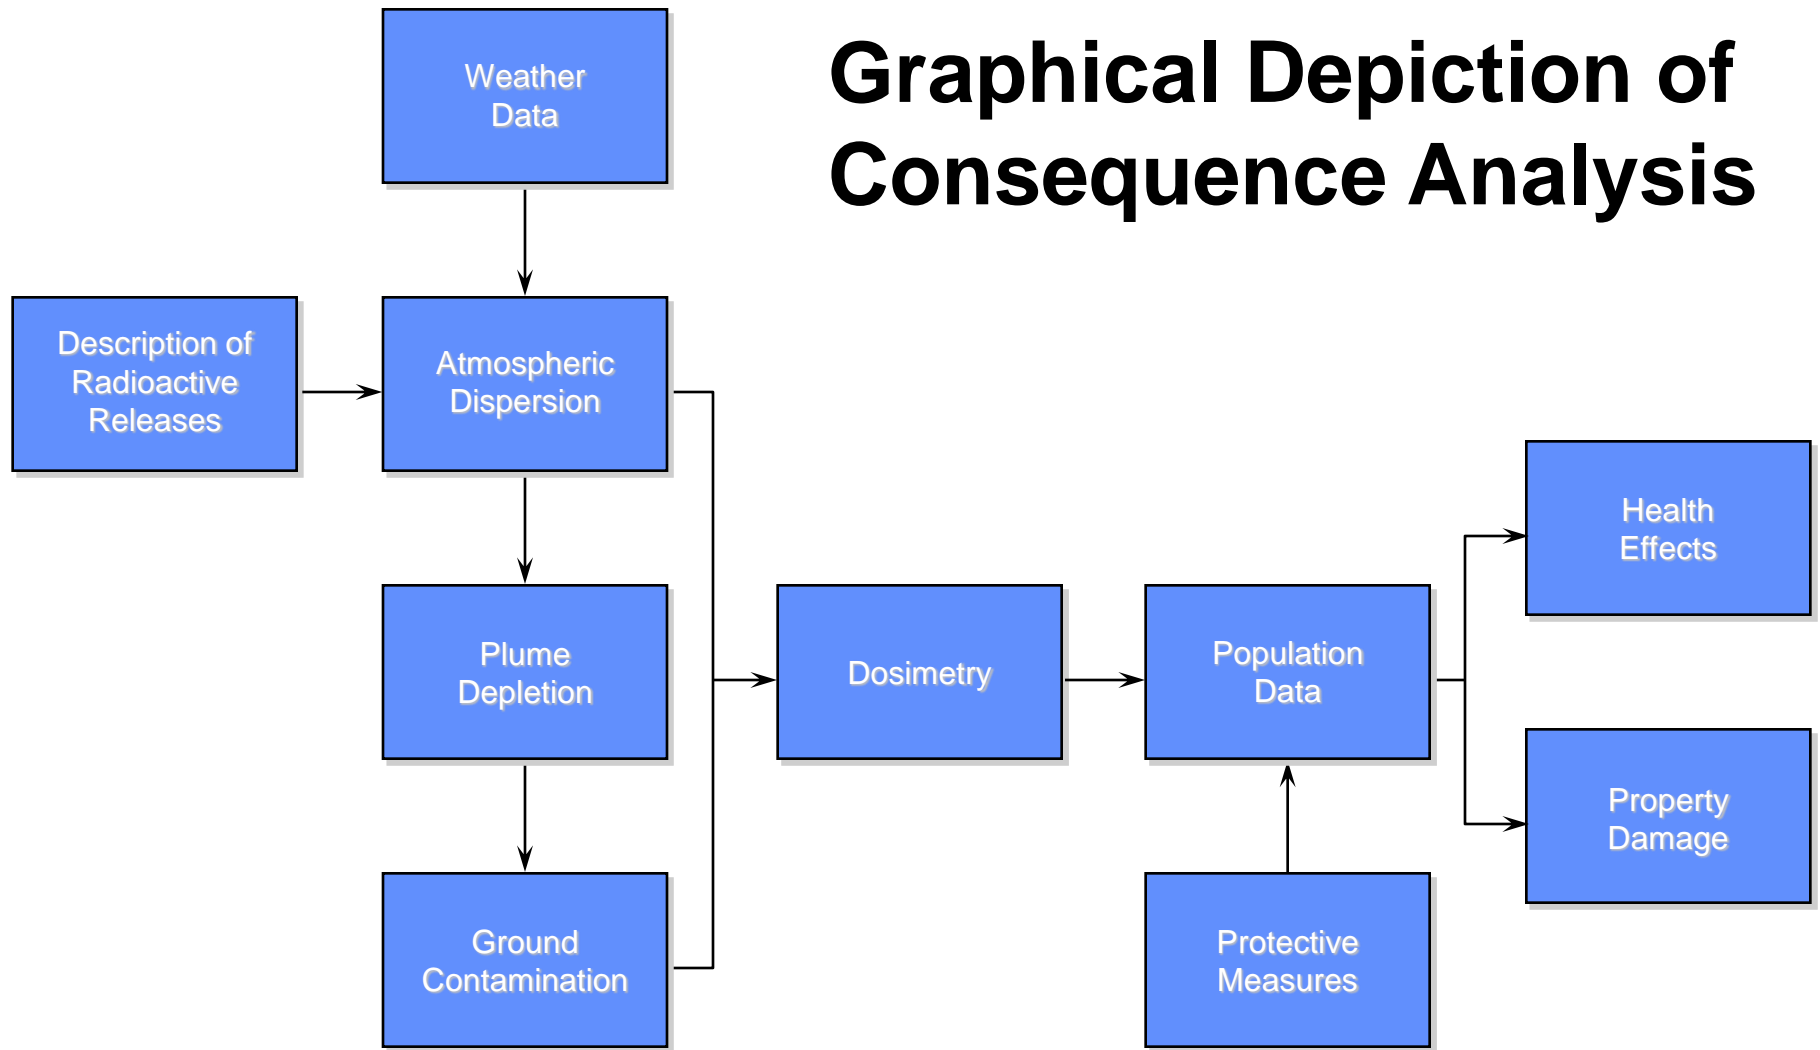 Graphical Depiction of
Consequence Analysis
Weather
Data
Description of
Radioactive
Releases
Atmospheric
Dispersion
Plume
Depletion
Ground
Contamination
Dosimetry
Population
Data
Protective
Measures
Health
Effects
Property
Damage